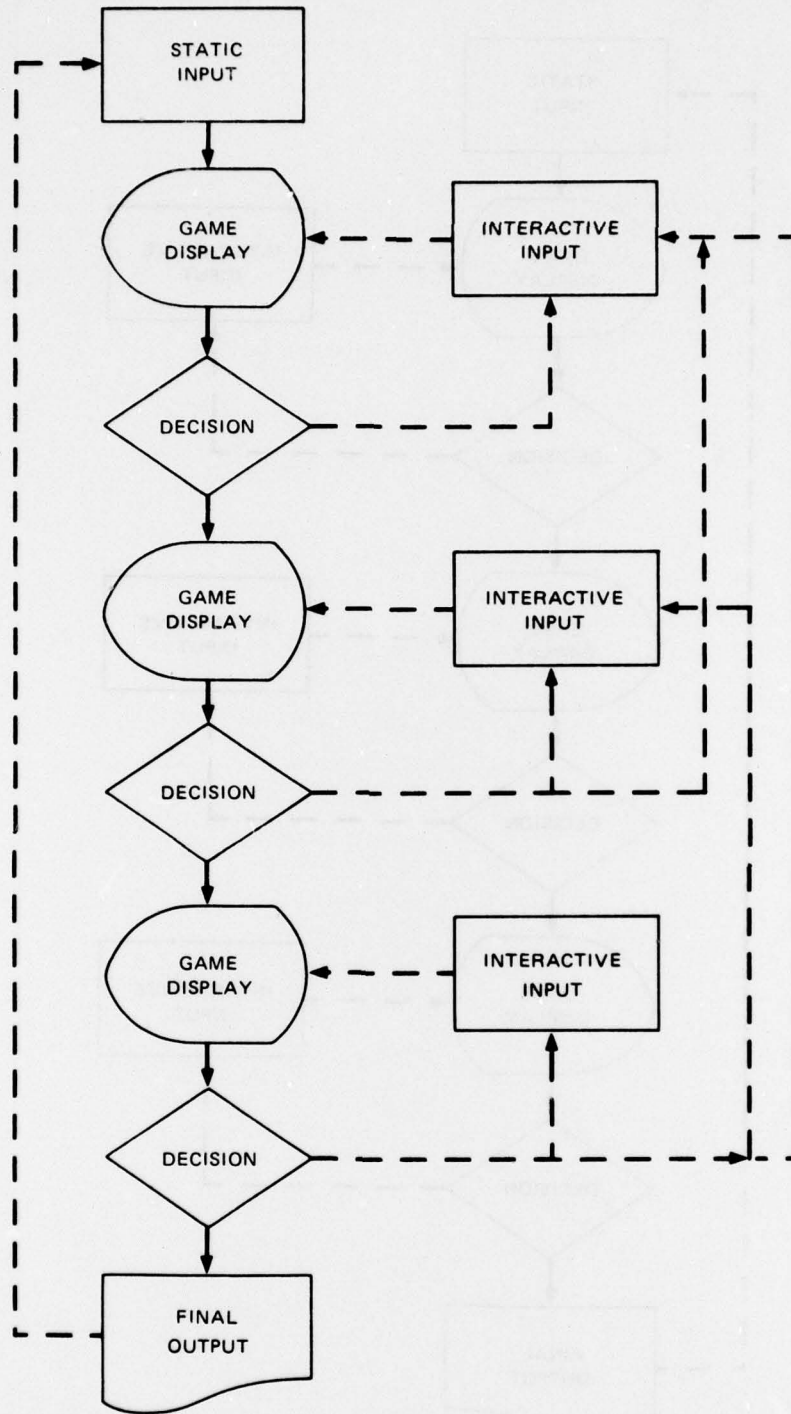 STATIC
INPUT
GAME
DISPLAY
INTERACTIVE
INPUT
DECISION
GAME
DISPLAY
INTERACTIVE
INPUT
DECISION
GAME
DISPLAY
INTERACTIVE
INPUT
DECISION
FINAL
OUTPUT